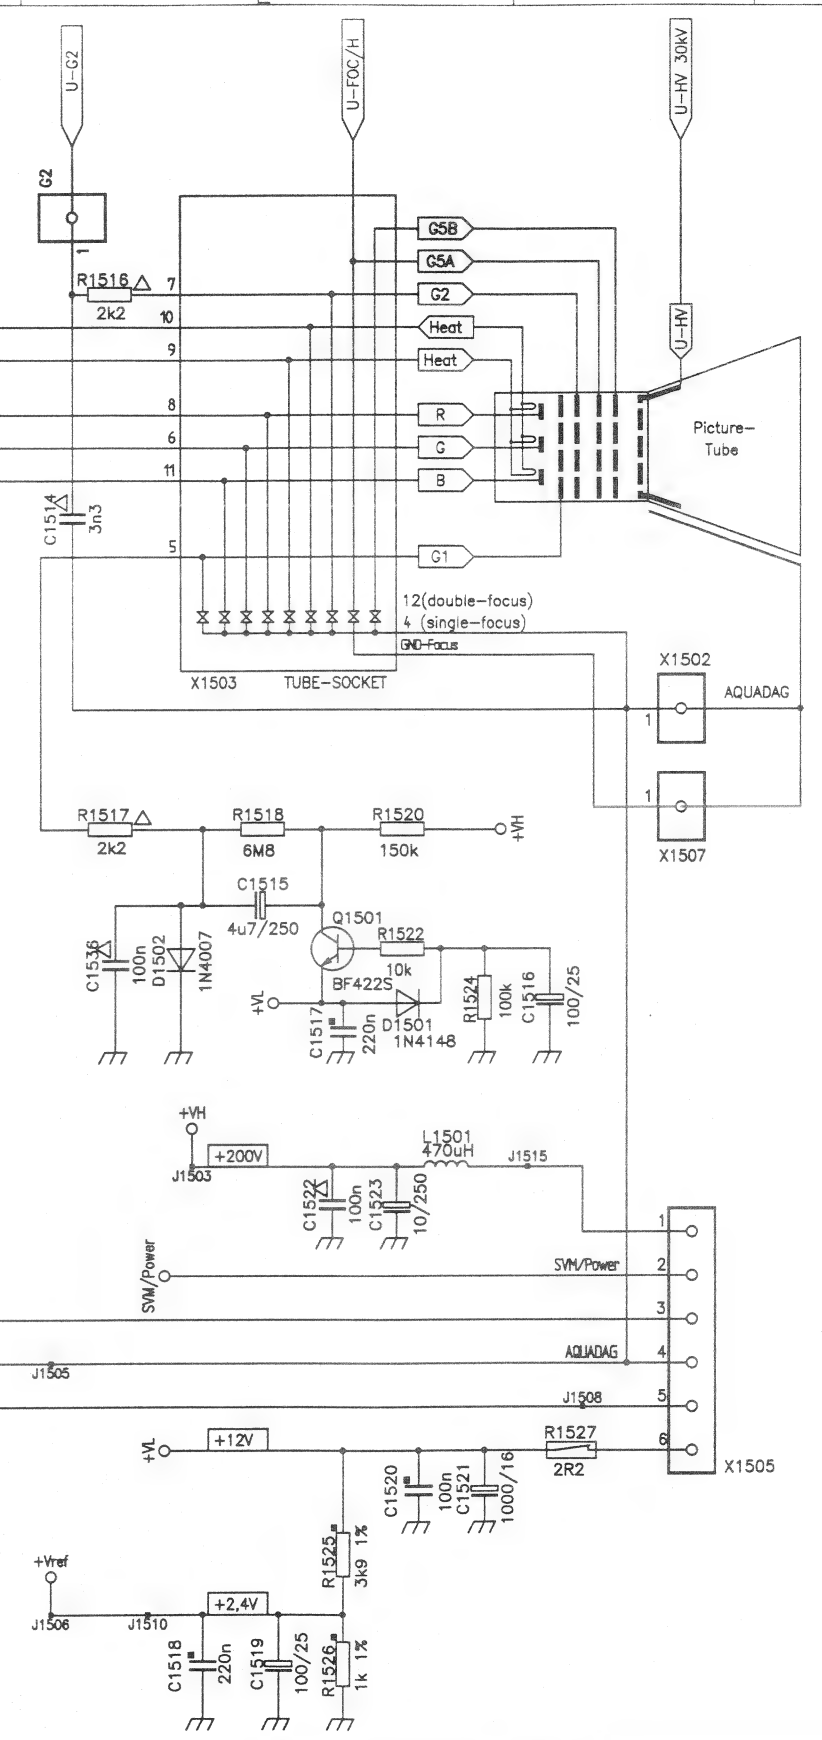 U-G2
U-FOC/H
U-HV 30kV
G2
1
G5B
G5A
R1516
2k2
7
G2
10
Heat
U-HV
9
Heat
8
R
Picture-
Tube
6
G
11
B
C1514
3n3
5
G1
12(double-focus)
4 (single-focus)
GND-Focus
X1503
TUBE-SOCKET
X1502
AQUADAG
1
1
X1507
R1517
2k2
R1518
6M8
R1520
150k
+VH
C1515
4u7/250
Q1501
BF422S
R1522
10k
C1536
100n
D1502
1N4007
+VL
C1517
220n
D1501
1N4148
R1524
100k
C1516
100/25
+VH
+200V
J1503
L1501
470uH
J1515
C1522
100n
C1523
10/250
1
SVM/Power
SVM/Power
2
3
AQUADAG
4
J1505
J1508
5
+VL
+12V
R1527
2R2
6
X1505
C1520
100n
C1521
1000/16
R1525
3k9 1%
+Vref
+2,4V
J1506
J1510
C1518
220n
C1519
100/25
R1526
1k 1%